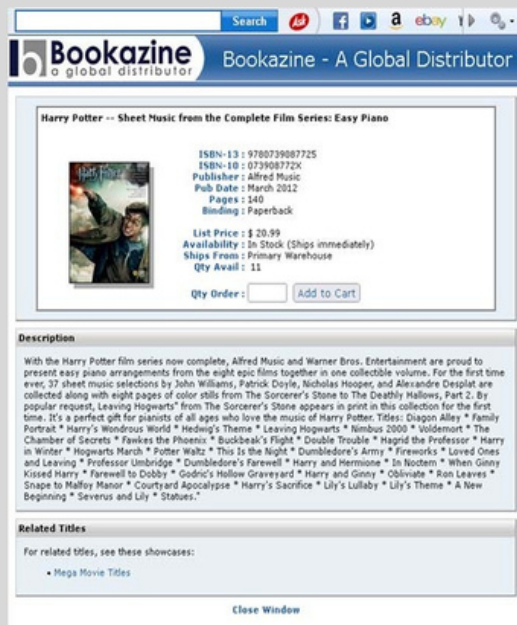 Search
ebay
Bookazine
a global distributor
Bookazine - A Global Distributor
Harry Potter -- Sheet Music from the Complete Film Series: Easy Piano
Harry Potter
ISBN-13 : 9780739087725
ISBN-10 : 073908772X
Publisher : Alfred Music
Pub Date : March 2012
Pages : 140
Binding : Paperback
List Price : $ 20.99
Availability : In Stock (Ships immediately)
Ships From : Primary Warehouse
Qty Avail : 11
Qty Order : Add to Cart
Description
With the Harry Potter film series now complete, Alfred Music and Warner Bros. Entertainment are proud to
present easy piano arrangements from the eight epic films together in one collectible volume. For the first time
ever, 37 sheet music selections by John Williams, Patrick Doyle, Nicholas Hooper, and Alexandre Desplat are
collected along with eight pages of color stills from The Sorcerer's Stone to The Deathly Hallows, Part 2. By
popular request, Leaving Hogwarts" from The Sorcerer's Stone appears in print in this collection for the first
time. It's a perfect gift for pianists of all ages who love the music of Harry Potter. Titles: Diagon Alley * Family
Portrait * Harry's Wondrous World * Hedwig's Theme * Leaving Hogwarts * Nimbus 2000 * Voldemort * The
Chamber of Secrets * Fawkes the Phoenix * Buckbeak's Flight * Double Trouble * Hagrid the Professor * Harry
in Winter * Hogwarts March * Potter Waltz * This Is the Night * Dumbledore's Army * Fireworks * Loved Ones
and Leaving * Professor Umbridge * Dumbledore's Farewell * Harry and Hermione * In Noctem * When Ginny
Kissed Harry * Farewell to Dobby * Godric's Hollow Graveyard * Harry and Ginny * Obliviate * Ron Leaves *
Snape to Malfoy Manor * Courtyard Apocalypse * Harry's Sacrifice * Lily's Lullaby * Lily's Theme * A New
Beginning * Severus and Lily * Statues."
Related Titles
For related titles, see these showcases:
• Mega Movie Titles
Close Window